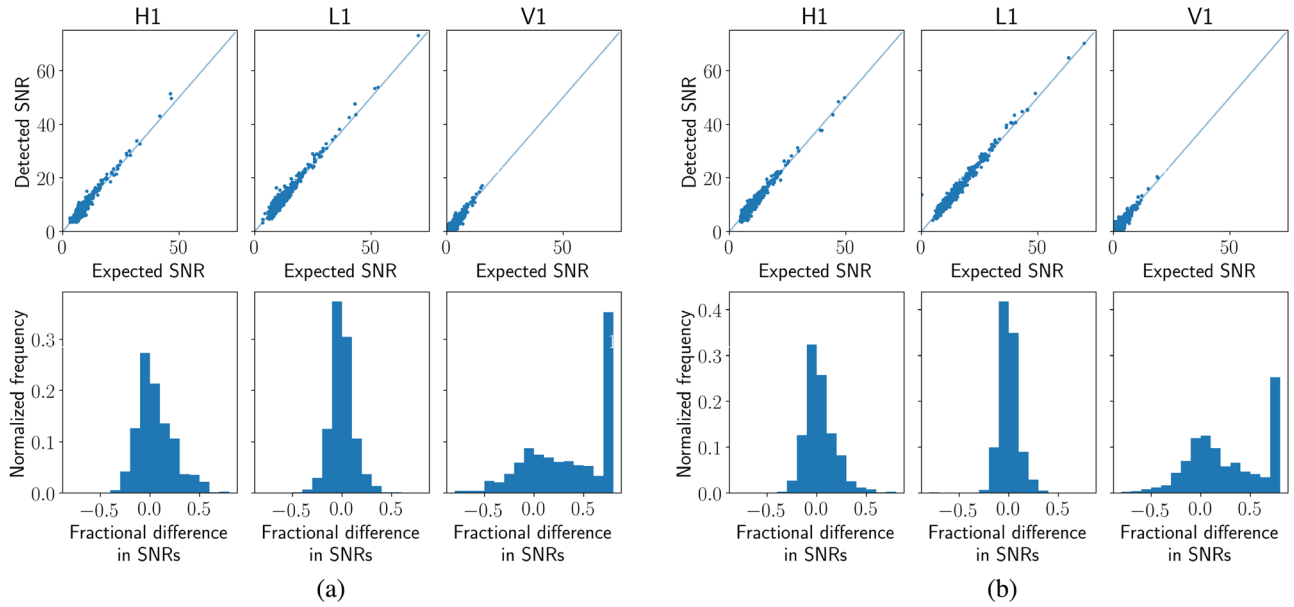 H1 L1 V1 H1 L1 V1
Detected SNR
60
40
20
0
0 50 0 50 0 50
Expected SNR Expected SNR Expected SNR
Detected SNR
60
40
20
0
0 50 0 50 0 50
Expected SNR Expected SNR Expected SNR
Normalized frequency
0.3
0.2
0.1
0.0
−0.5 0.0 0.5 −0.5 0.0 0.5 −0.5 0.0 0.5
Fractional difference Fractional difference Fractional difference
in SNRs in SNRs in SNRs
(a)
Normalized frequency
0.4
0.3
0.2
0.1
0.0
−0.5 0.0 0.5 −0.5 0.0 0.5 −0.5 0.0 0.5
Fractional difference Fractional difference Fractional difference
in SNRs in SNRs in SNRs
(b)